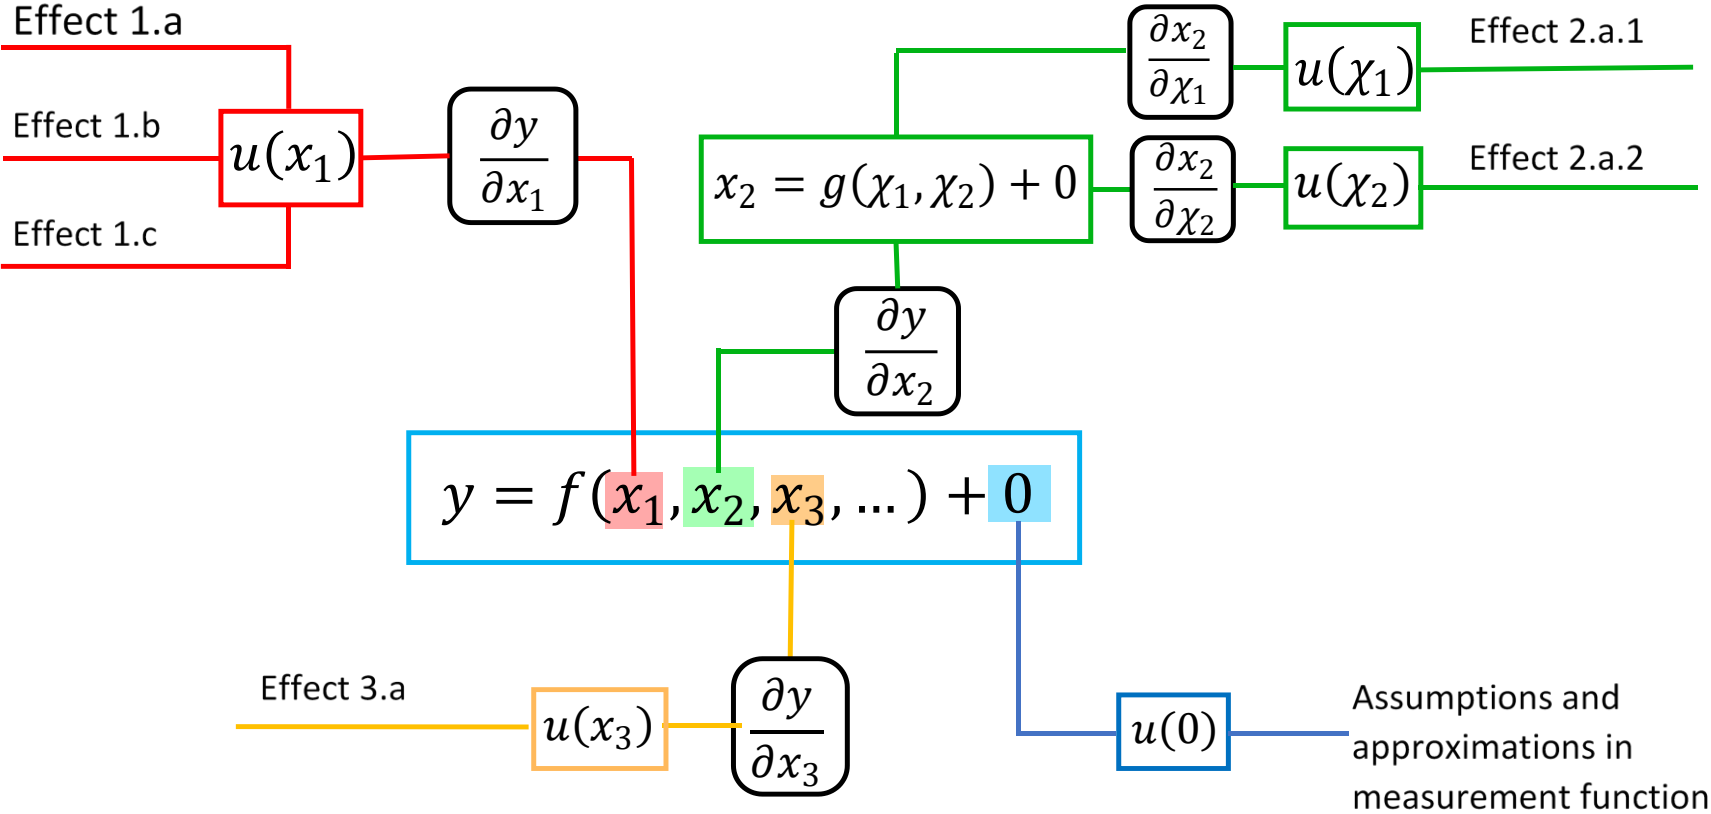 Effect 1.a
Effect 1.b
u(x₁)
Effect 1.c
∂y
∂x₁
∂x₂
∂χ₁
u(χ₁)
Effect 2.a.1
x₂ = g(χ₁, χ₂) + 0
∂x₂
∂χ₂
u(χ₂)
Effect 2.a.2
∂y
∂x₂
y = f(x₁, x₂, x₃, …) + 0
Effect 3.a
u(x₃)
∂y
∂x₃
u(0)
Assumptions and
approximations in
measurement function